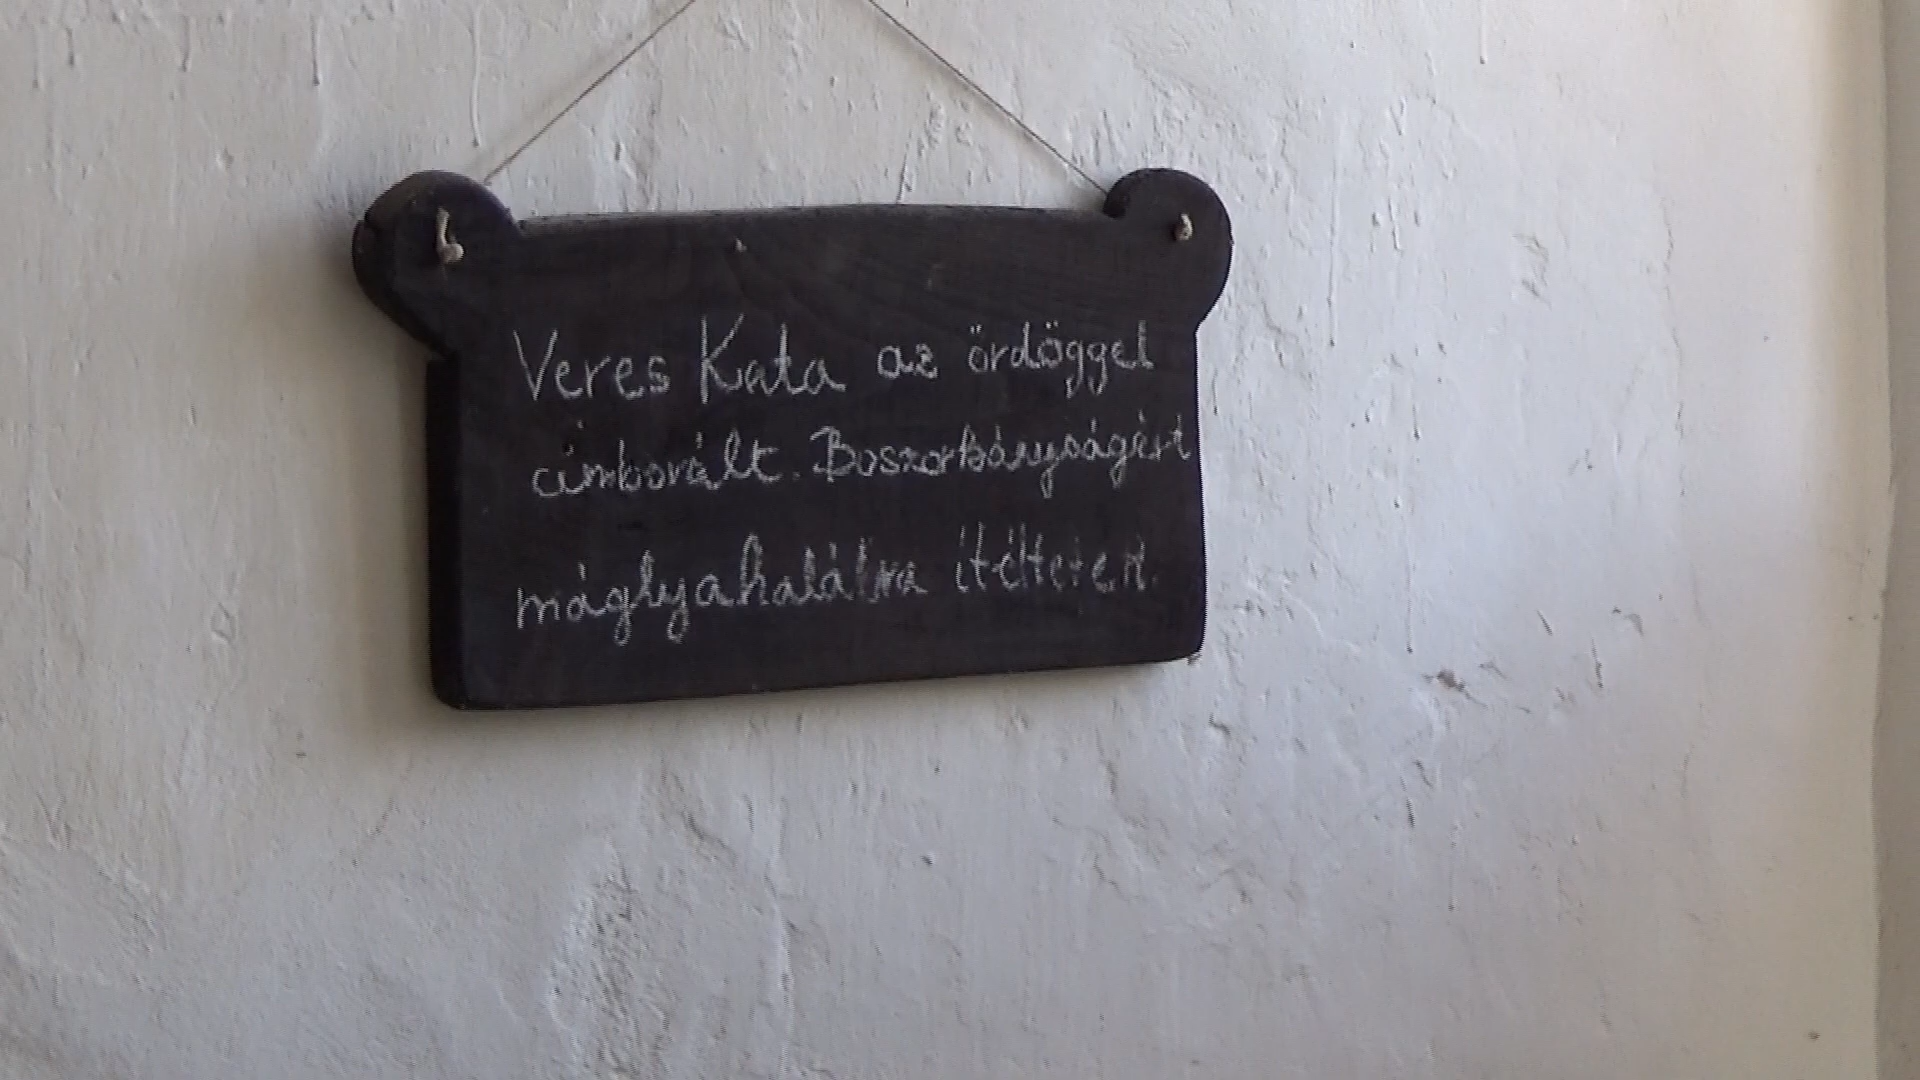 Veres Kata az ördöggel
cimborált. Boszorkányságért
máglyahalálra ítéltetett.